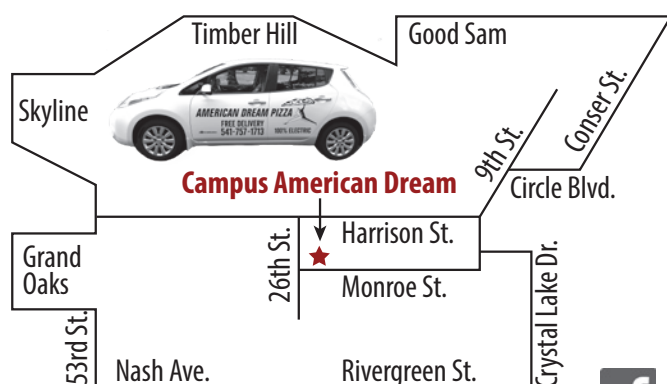 Timber Hill
Good Sam
Skyline
AMERICAN DREAM PIZZA
FREE DELIVERY
541-757-1713
100% ELECTRIC
9th St.
Conser St.
Campus American Dream
Circle Blvd.
Harrison St.
26th St.
Grand
Oaks
Monroe St.
Crystal Lake Dr.
53rd St.
Nash Ave.
Rivergreen St.